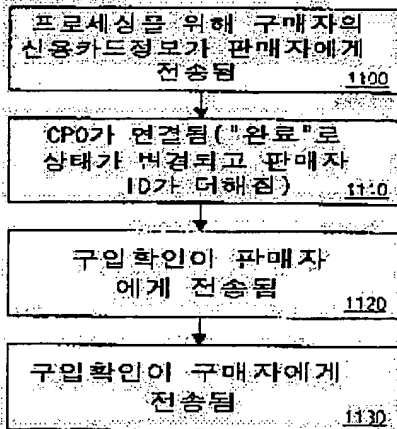 프로세싱을 위해 구매자의
신용카드정보가 판매자에게
전송됨
1100
CPO가 연결됨("완료"로
상태가 변경되고 판매자
ID가 더해짐)
1110
구입확인이 판매자
에게 전송됨
1120
구입확인이 구매자에게
전송됨
1130